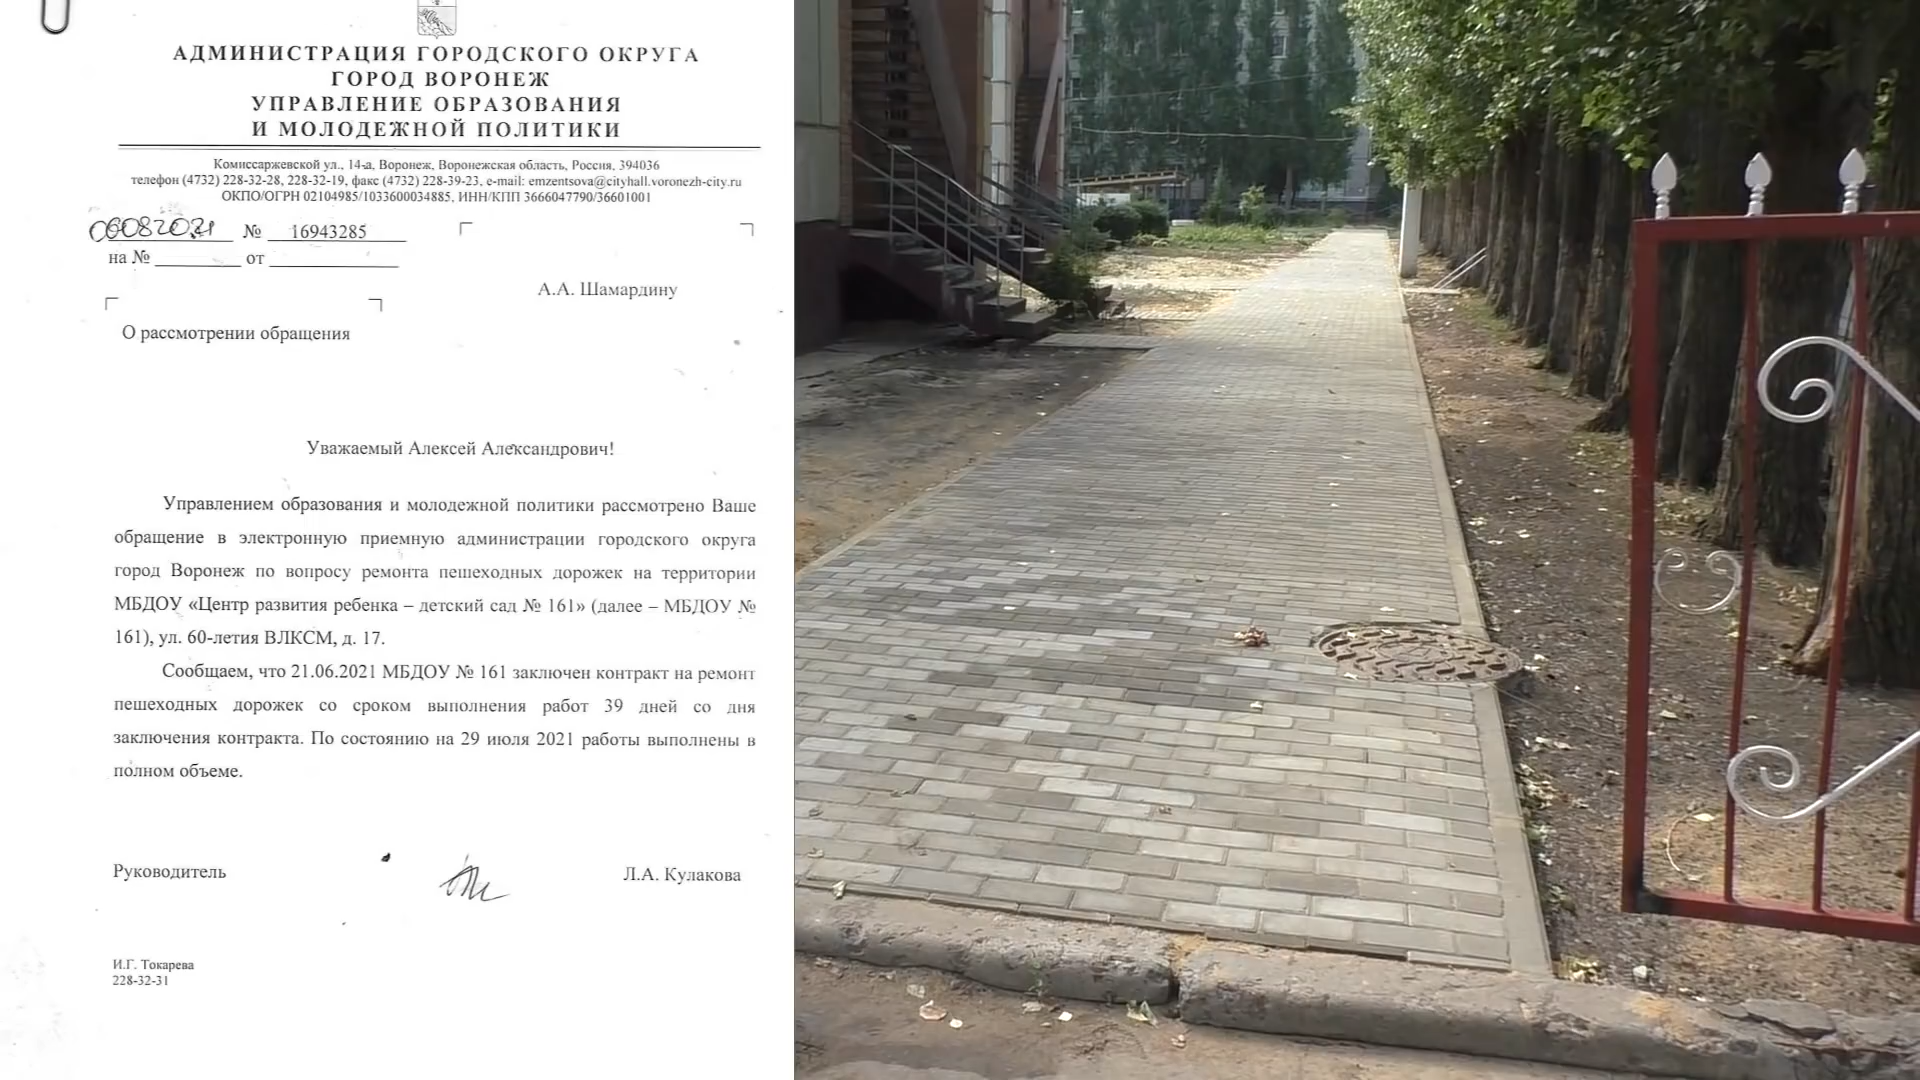 АДМИНИСТРАЦИЯ ГОРОДСКОГО ОКРУГА
ГОРОД ВОРОНЕЖ
УПРАВЛЕНИЕ ОБРАЗОВАНИЯ
И МОЛОДЕЖНОЙ ПОЛИТИКИ
Комиссаржевской ул., 14-а, Воронеж, Воронежская область, Россия, 394036
телефон (4732) 228-32-28, 228-32-19, факс (4732) 228-39-23, e-mail: emzentsova@cityhall.voronezh-city.ru
ОКПО/ОГРН 02104985/1033600034885, ИНН/КПП 3666047790/36601001
06082021 № 16943285
на № от
А.А. Шамардину
О рассмотрении обращения
Уважаемый Алексей Александрович!
Управлением образования и молодежной политики рассмотрено Ваше
обращение в электронную приемную администрации городского округа
город Воронеж по вопросу ремонта пешеходных дорожек на территории
МБДОУ «Центр развития ребенка – детский сад № 161» (далее – МБДОУ №
161), ул. 60-летия ВЛКСМ, д. 17.
Сообщаем, что 21.06.2021 МБДОУ № 161 заключен контракт на ремонт
пешеходных дорожек со сроком выполнения работ 39 дней со дня
заключения контракта. По состоянию на 29 июля 2021 работы выполнены в
полном объеме.
Руководитель Л.А. Кулакова
И.Г. Токарева
228-32-31